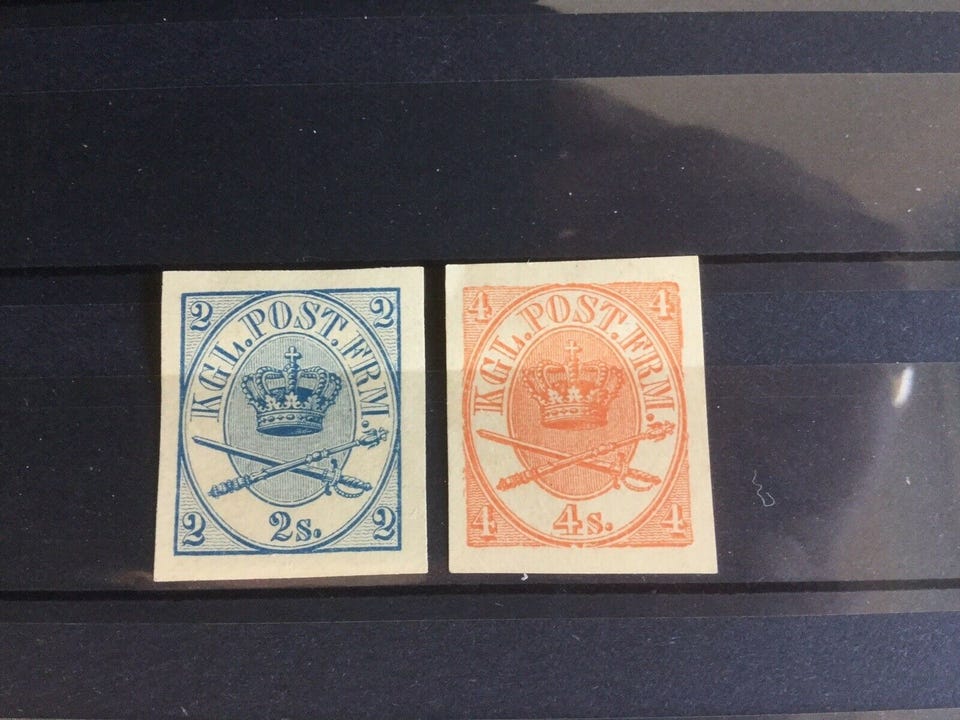 2 2
KGL. POST. FRM.
2 2s. 2
4 4
KGL. POST. FRM.
4 4s. 4